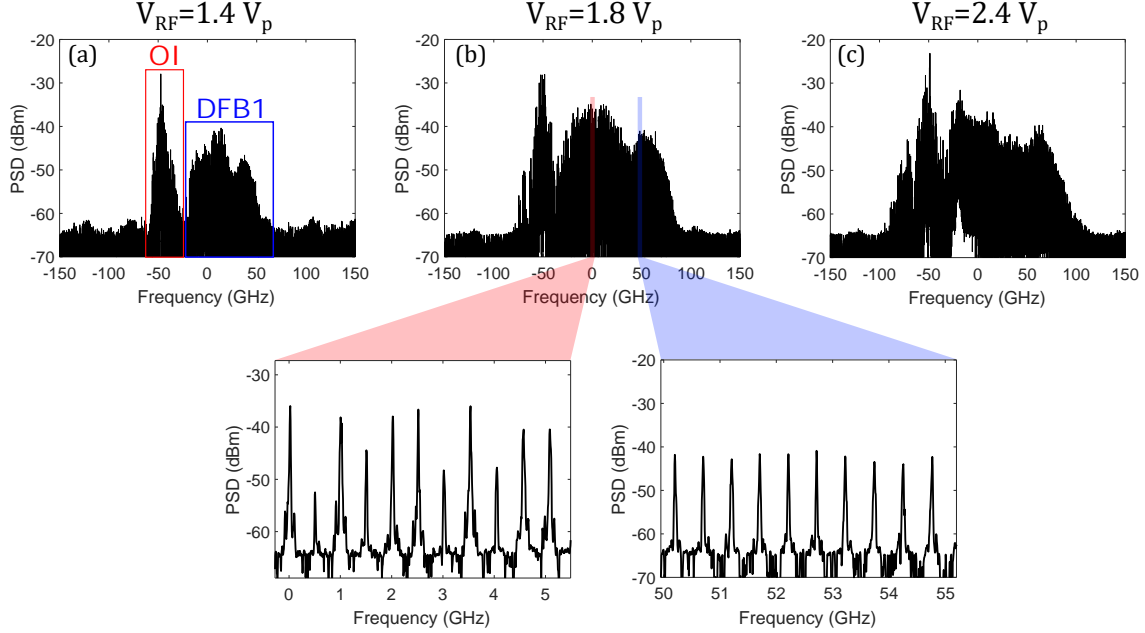 V_RF=1.4 V_p
V_RF=1.8 V_p
V_RF=2.4 V_p
(a)
OI
DFB1
PSD (dBm)
-20
-30
-40
-50
-60
-70
-150 -100 -50 0 50 100 150
Frequency (GHz)
(b)
PSD (dBm)
-20
-30
-40
-50
-60
-70
-150 -100 -50 0 50 100 150
Frequency (GHz)
(c)
PSD (dBm)
-20
-30
-40
-50
-60
-70
-150 -100 -50 0 50 100 150
Frequency (GHz)
PSD (dBm)
-30
-40
-50
-60
0 1 2 3 4 5
Frequency (GHz)
PSD (dBm)
-20
-30
-40
-50
-60
-70
50 51 52 53 54 55
Frequency (GHz)